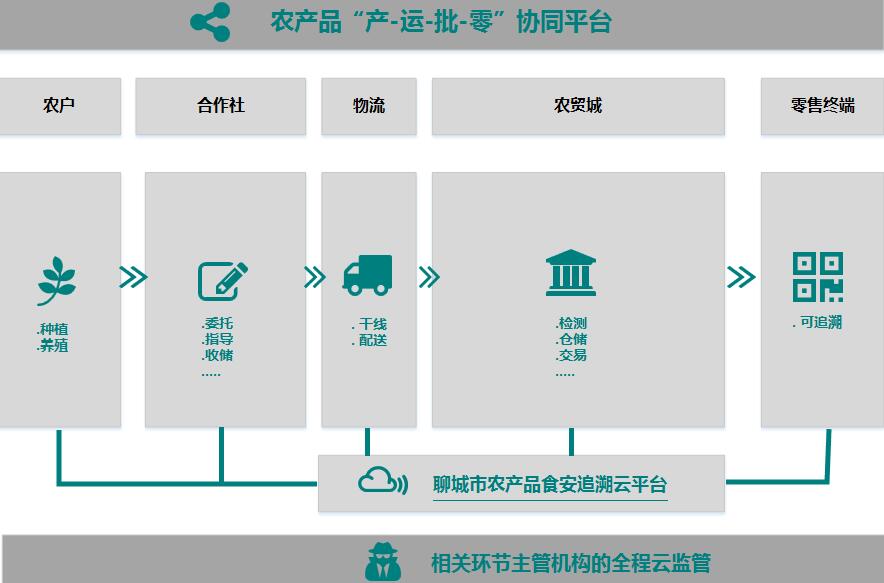 农产品“产-运-批-零”协同平台
农户
合作社
物流
农贸城
零售终端
.种植
.养殖
.委托
.指导
.收储
.....
. 干线
. 配送
.检测
.仓储
.交易
.....
. 可追溯
聊城市农产品食安追溯云平台
相关环节主管机构的全程云监管